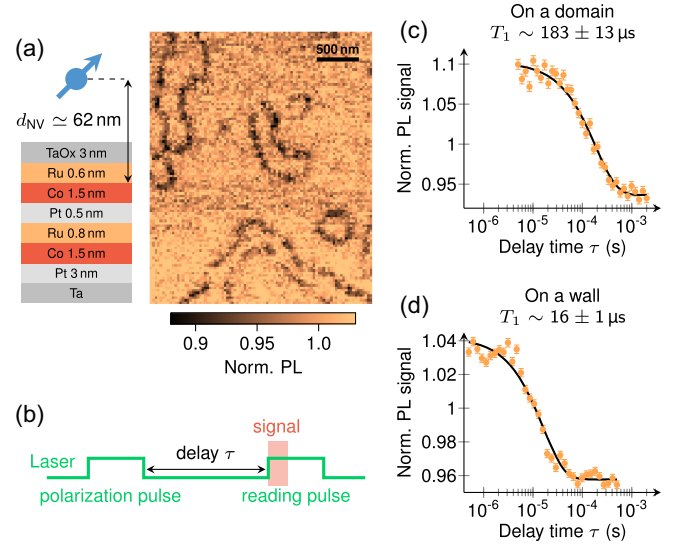 (a)
500 nm
d_NV ≃ 62 nm
TaOx 3 nm
Ru 0.6 nm
Co 1.5 nm
Pt 0.5 nm
Ru 0.8 nm
Co 1.5 nm
Pt 3 nm
Ta
0.9 0.95 1.0
Norm. PL
(b)
signal
Laser
delay τ
polarization pulse
reading pulse
(c)
On a domain
T₁ ∼ 183 ± 13 µs
Norm. PL signal
1.1
1.05
1
0.95
10⁻⁶ 10⁻⁵ 10⁻⁴ 10⁻³
Delay time τ (s)
(d)
On a wall
T₁ ∼ 16 ± 1 µs
Norm. PL signal
1.04
1.02
1
0.98
0.96
10⁻⁶ 10⁻⁵ 10⁻⁴ 10⁻³
Delay time τ (s)